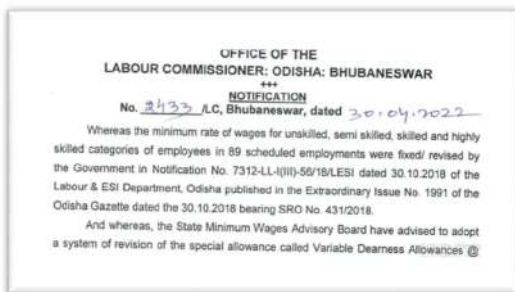 OFFICE OF THE
LABOUR COMMISSIONER: ODISHA: BHUBANESWAR
+++
NOTIFICATION
No. 2433 /LC, Bhubaneswar, dated 30.04.2022
Whereas the minimum rate of wages for unskilled, semi skilled, skilled and highly
skilled categories of employees in 89 scheduled employments were fixed/ revised by
the Government in Notification No. 7312-LL-I(III)-56/18/LESI dated 30.10.2018 of the
Labour & ESI Department, Odisha published in the Extraordinary Issue No. 1991 of the
Odisha Gazette dated the 30.10.2018 bearing SRO No. 431/2018.
And whereas, the State Minimum Wages Advisory Board have advised to adopt
a system of revision of the special allowance called Variable Dearness Allowances @